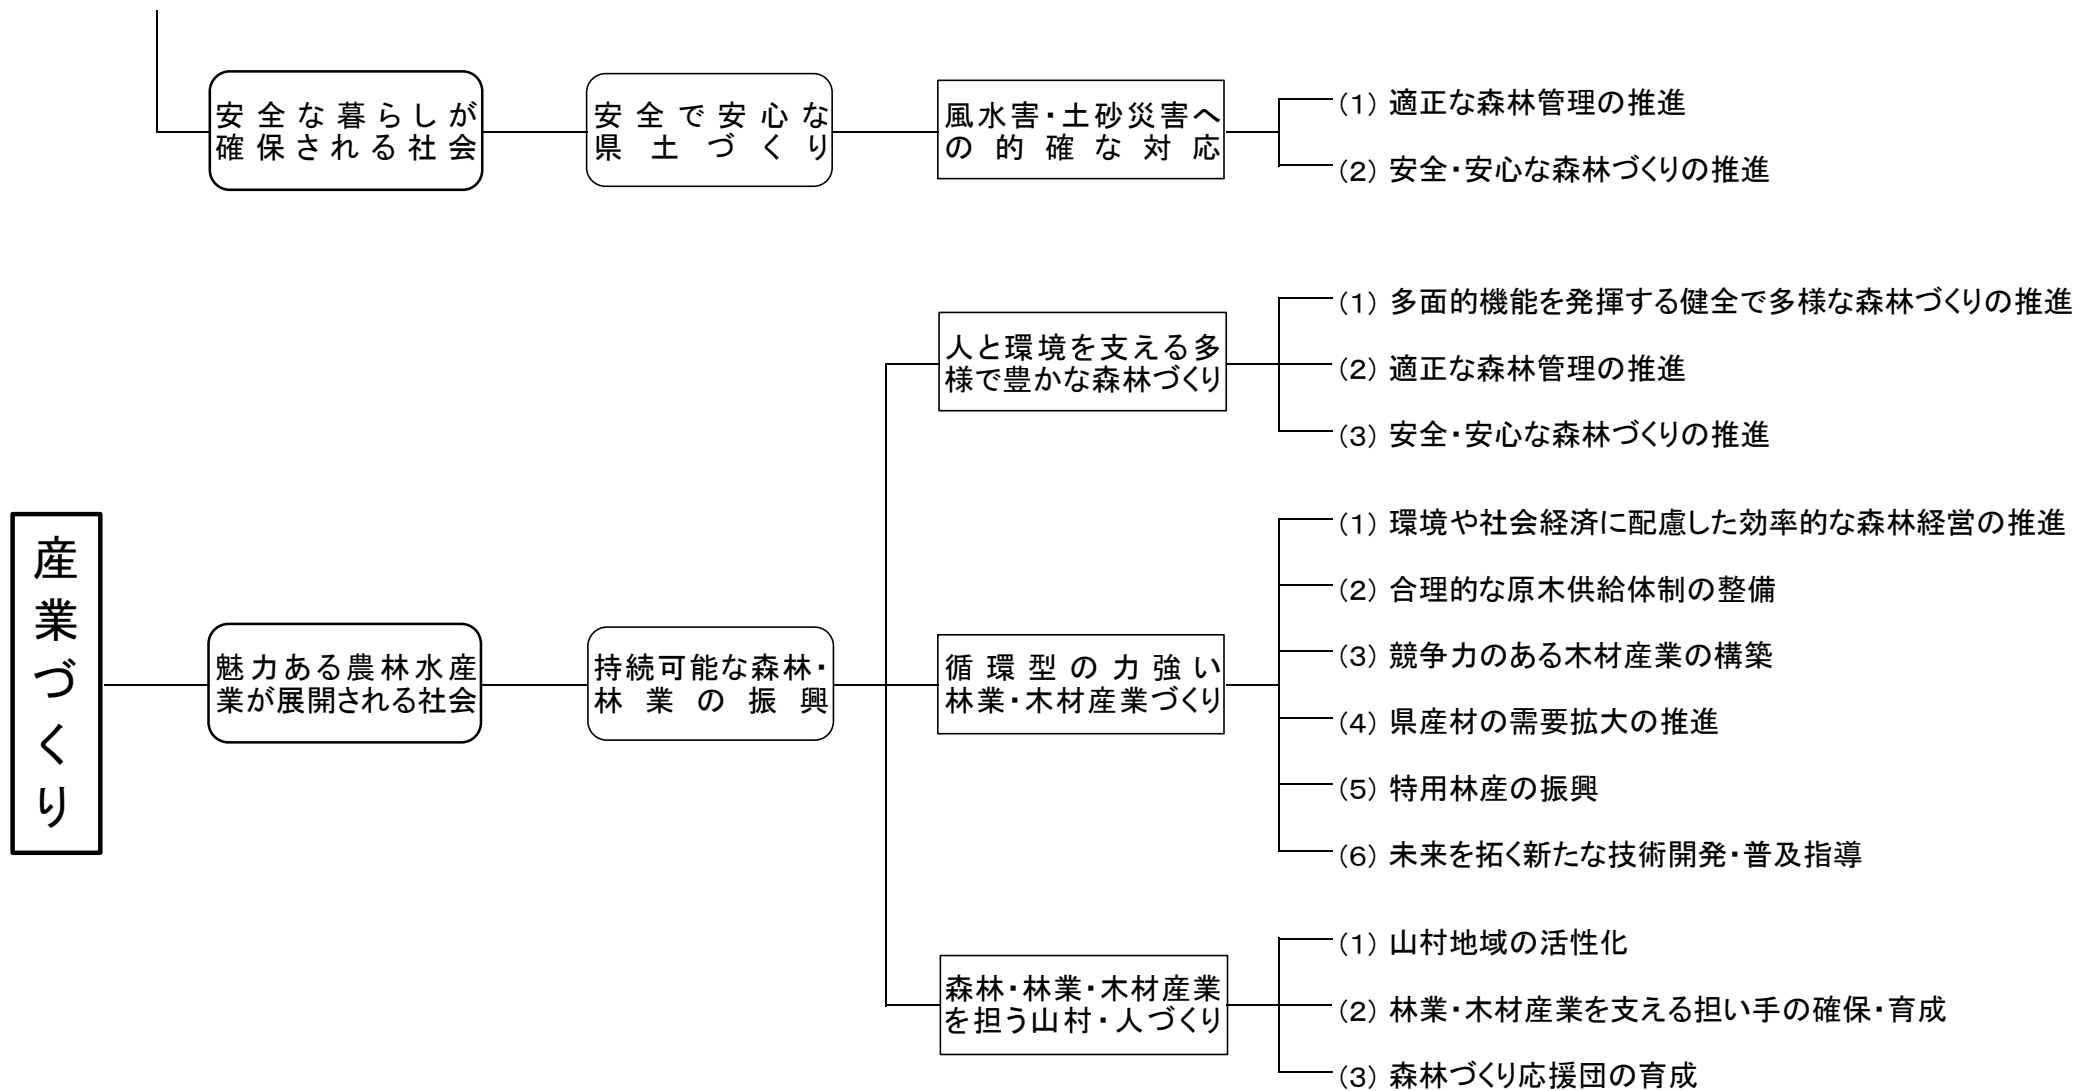 安全な暮らしが
確保される社会
安全で安心な
県土づくり
風水害・土砂災害へ
の的確な対応
(1) 適正な森林管理の推進
(2) 安全・安心な森林づくりの推進
産業づくり
魅力ある農林水産
業が展開される社会
持続可能な森林・
林業の振興
人と環境を支える多
様で豊かな森林づくり
(1) 多面的機能を発揮する健全で多様な森林づくりの推進
(2) 適正な森林管理の推進
(3) 安全・安心な森林づくりの推進
循環型の力強い
林業・木材産業づくり
(1) 環境や社会経済に配慮した効率的な森林経営の推進
(2) 合理的な原木供給体制の整備
(3) 競争力のある木材産業の構築
(4) 県産材の需要拡大の推進
(5) 特用林産の振興
(6) 未来を拓く新たな技術開発・普及指導
森林・林業・木材産業
を担う山村・人づくり
(1) 山村地域の活性化
(2) 林業・木材産業を支える担い手の確保・育成
(3) 森林づくり応援団の育成